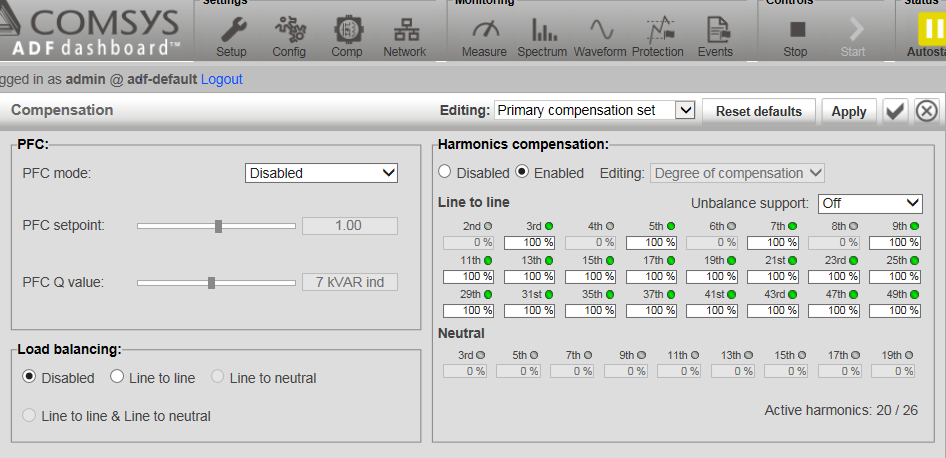 Settings Monitoring Controls Status
COMSYS
ADF dashboard™
Setup Config Comp Network Measure Spectrum Waveform Protection Events Stop Start Autosta
gged in as admin @ adf-default Logout
Compensation Editing: Primary compensation set Reset defaults Apply
PFC:
PFC mode: Disabled
PFC setpoint: 1.00
PFC Q value: 7 kVAR ind
Load balancing:
Disabled Line to line Line to neutral
Line to line & Line to neutral
Harmonics compensation:
Disabled Enabled Editing: Degree of compensation
Line to line Unbalance support: Off
2nd 3rd 4th 5th 6th 7th 8th 9th
0 % 100 % 0 % 100 % 0 % 100 % 0 % 100 %
11th 13th 15th 17th 19th 21st 23rd 25th
100 % 100 % 100 % 100 % 100 % 100 % 100 % 100 %
29th 31st 35th 37th 41st 43rd 47th 49th
100 % 100 % 100 % 100 % 100 % 100 % 100 % 100 %
Neutral
3rd 5th 7th 9th 11th 13th 15th 17th 19th
0 % 0 % 0 % 0 % 0 % 0 % 0 % 0 % 0 %
Active harmonics: 20 / 26